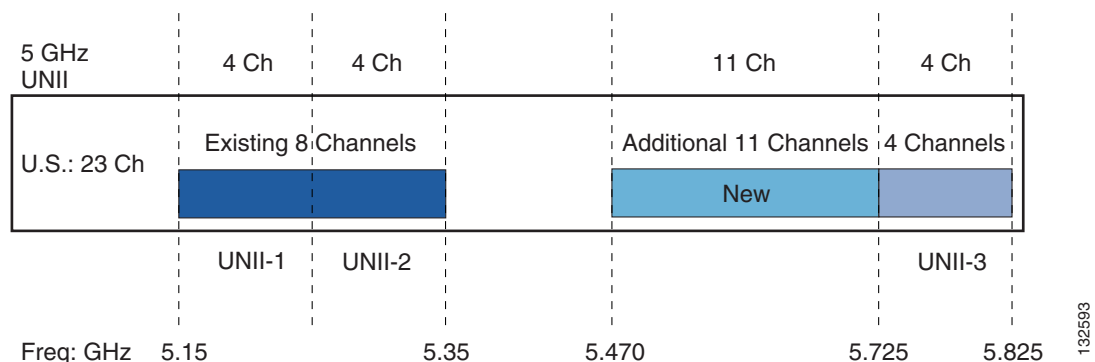 5 GHz
UNII
4 Ch 4 Ch 11 Ch 4 Ch
U.S.: 23 Ch
Existing 8 Channels
Additional 11 Channels 4 Channels
New
UNII-1 UNII-2 UNII-3
Freq: GHz 5.15 5.35 5.470 5.725 5.825
132593